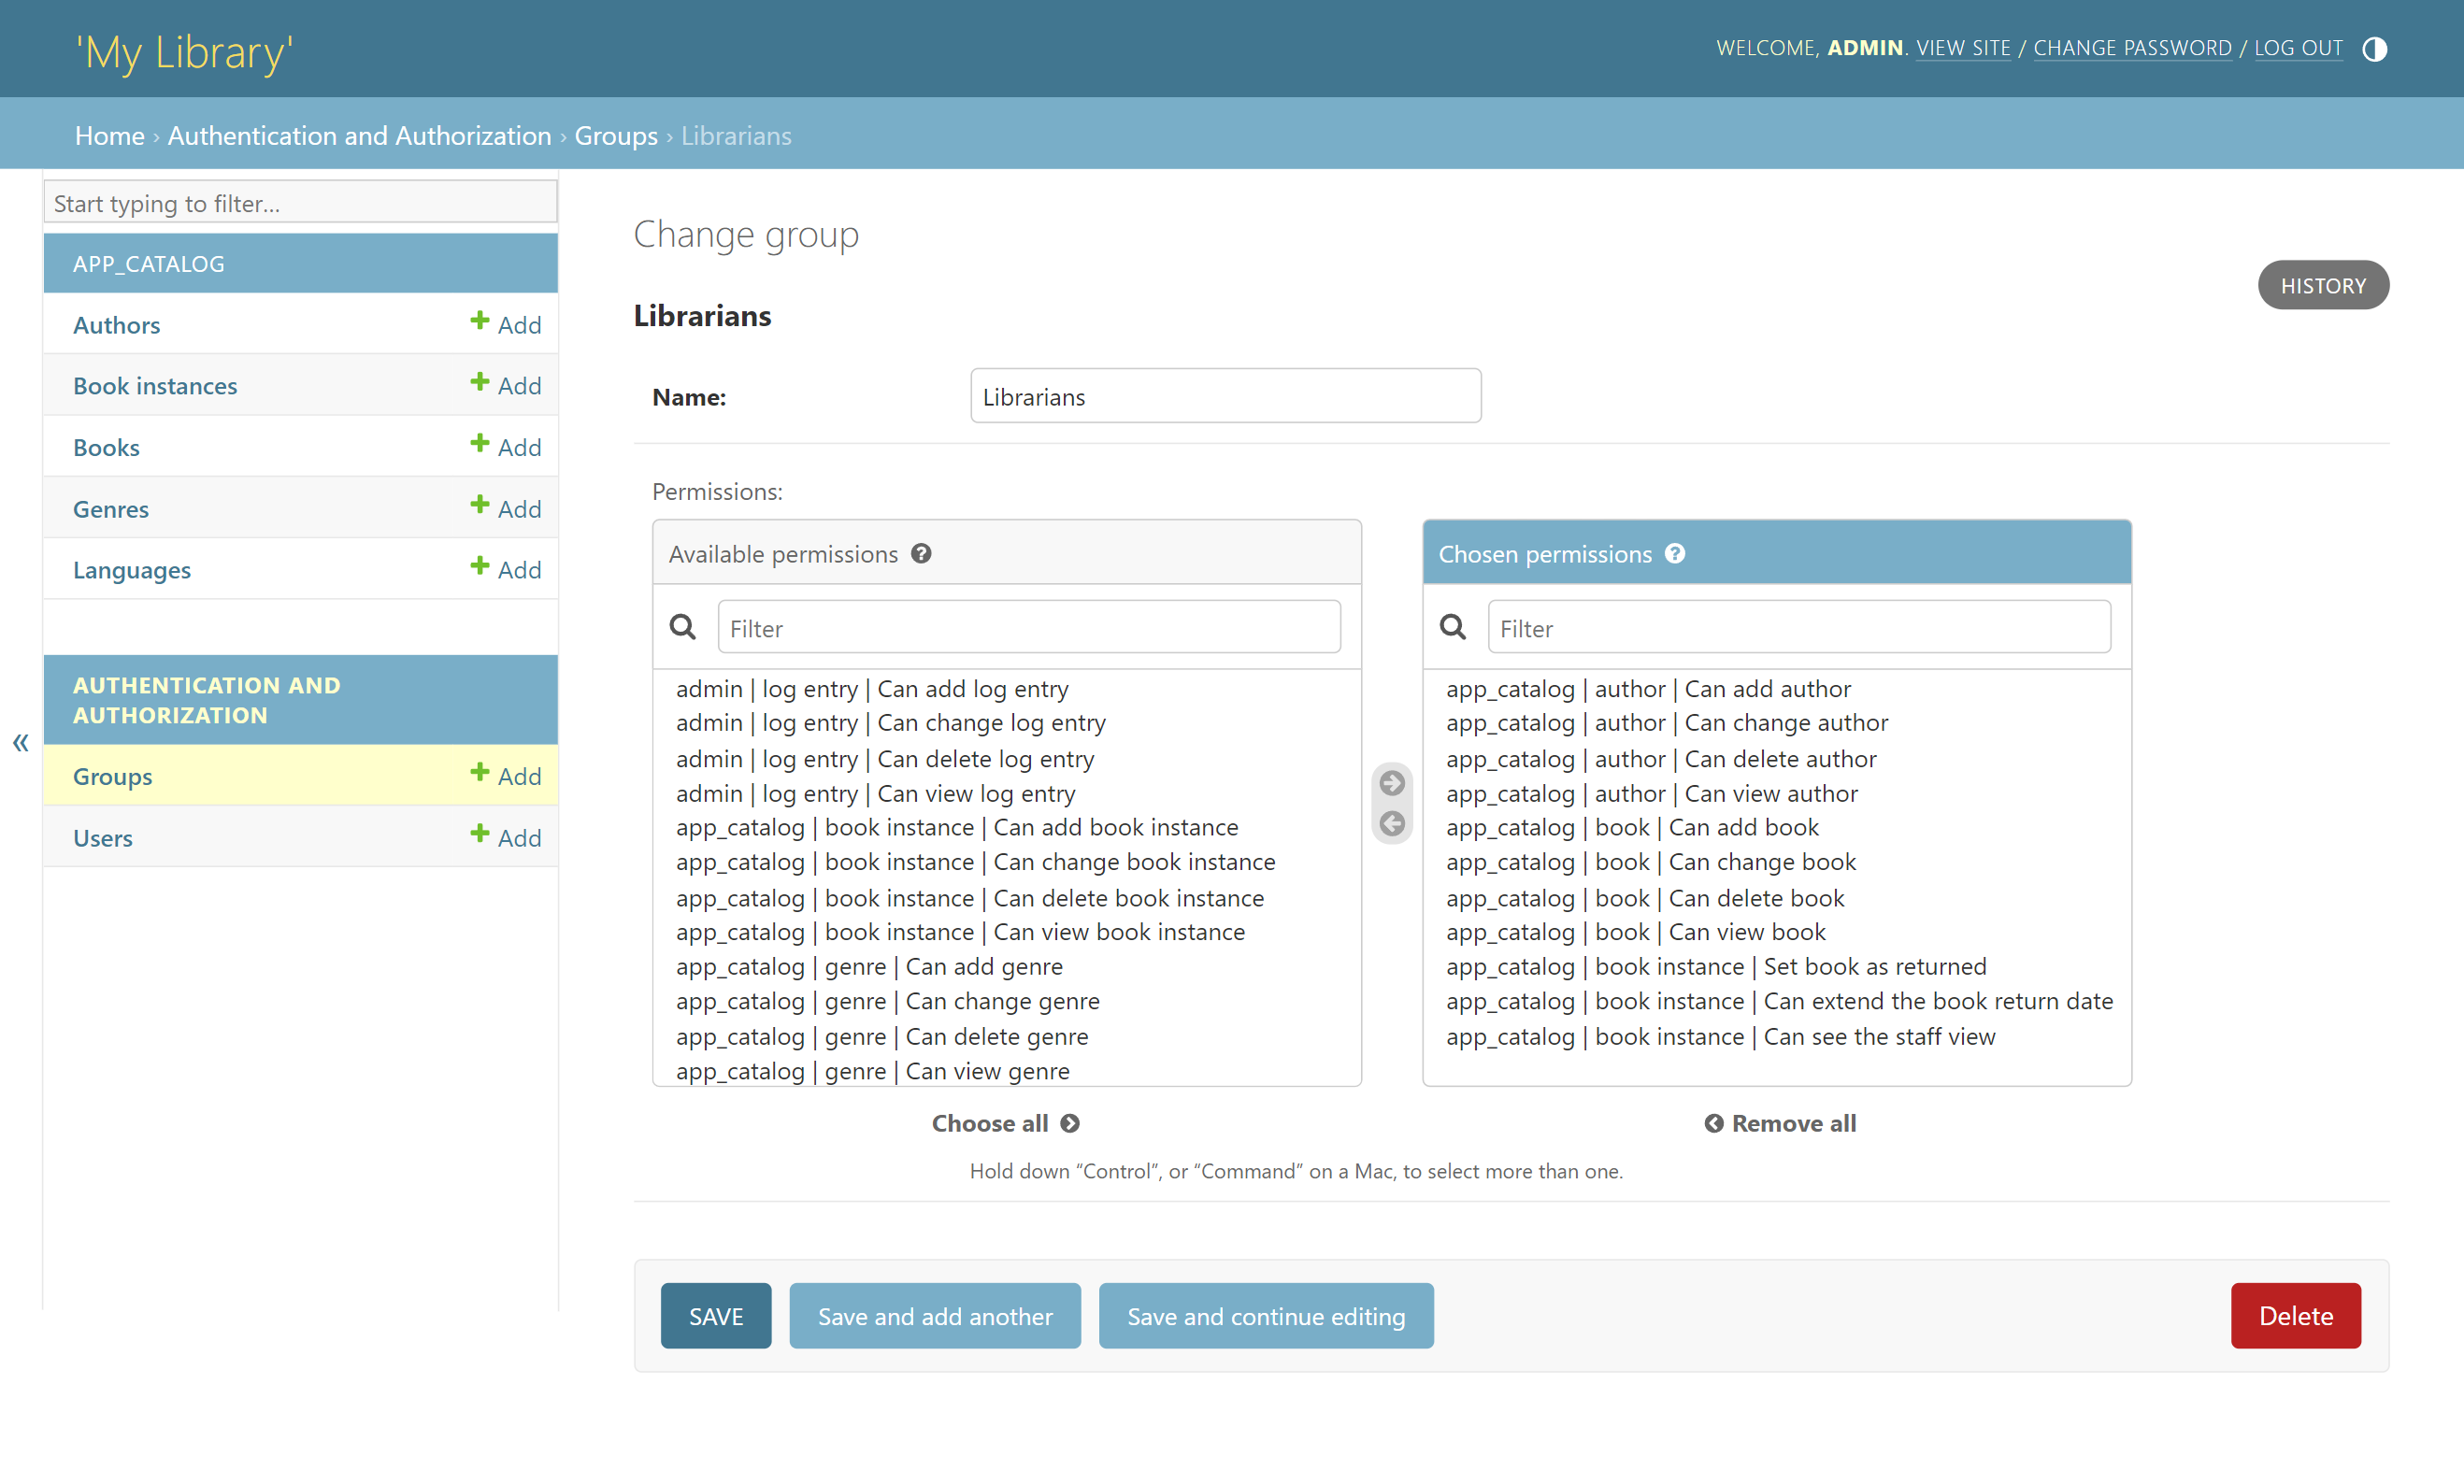 'My Library'
WELCOME, ADMIN. VIEW SITE / CHANGE PASSWORD / LOG OUT
Home › Authentication and Authorization › Groups › Librarians
Start typing to filter...
APP_CATALOG
Authors Add
Book instances Add
Books Add
Genres Add
Languages Add
AUTHENTICATION AND
AUTHORIZATION
Groups Add
Users Add
«
Change group
HISTORY
Librarians
Name: Librarians
Permissions:
Available permissions ?
Filter
admin | log entry | Can add log entry
admin | log entry | Can change log entry
admin | log entry | Can delete log entry
admin | log entry | Can view log entry
app_catalog | book instance | Can add book instance
app_catalog | book instance | Can change book instance
app_catalog | book instance | Can delete book instance
app_catalog | book instance | Can view book instance
app_catalog | genre | Can add genre
app_catalog | genre | Can change genre
app_catalog | genre | Can delete genre
app_catalog | genre | Can view genre
Choose all
Chosen permissions ?
Filter
app_catalog | author | Can add author
app_catalog | author | Can change author
app_catalog | author | Can delete author
app_catalog | author | Can view author
app_catalog | book | Can add book
app_catalog | book | Can change book
app_catalog | book | Can delete book
app_catalog | book | Can view book
app_catalog | book instance | Set book as returned
app_catalog | book instance | Can extend the book return date
app_catalog | book instance | Can see the staff view
Remove all
Hold down “Control”, or “Command” on a Mac, to select more than one.
SAVE
Save and add another
Save and continue editing
Delete